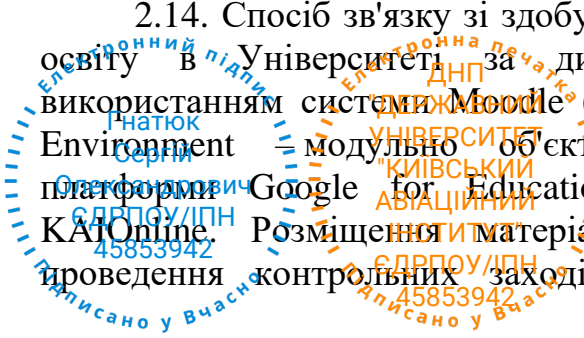 2.14. Спосіб зв'язку зі здобу
освіту в Університеті за ди
використанням системи Moodle (
Environment – модульно об'єкт
платформи Google for Educatio
KAIOnline. Розміщення матеріа
проведення контрольних заході
Електронний підпис
Гнатюк
Сергій
Олександрович
ЄДРПОУ/ІПН
45853942
Підписано у Вчасно
Електронна печатка
ДНП
"ДЕРЖАВНИЙ
УНІВЕРСИТЕТ
"КИЇВСЬКИЙ
АВІАЦІЙНИЙ
ІНСТИТУТ"
ЄДРПОУ/ІПН
45853942
Підписано у Вчасно